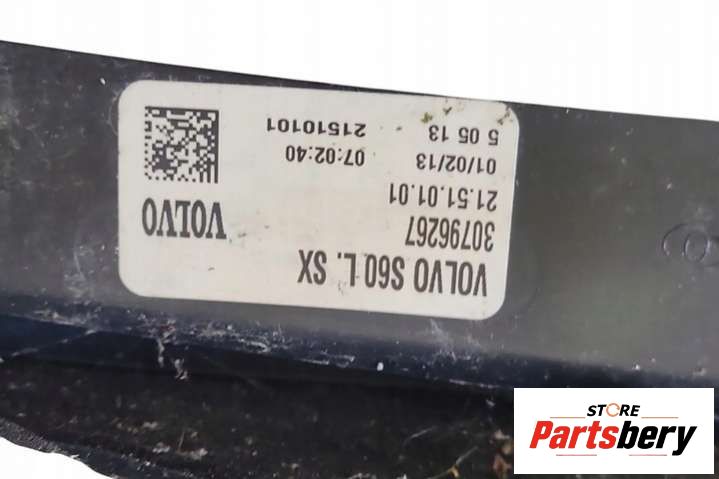 VOLVO S60 L. SX
30796267 VOLVO
21.51.01.01
01/02/13 07:02:40
5 05 13 21510101
STORE
Partsbery